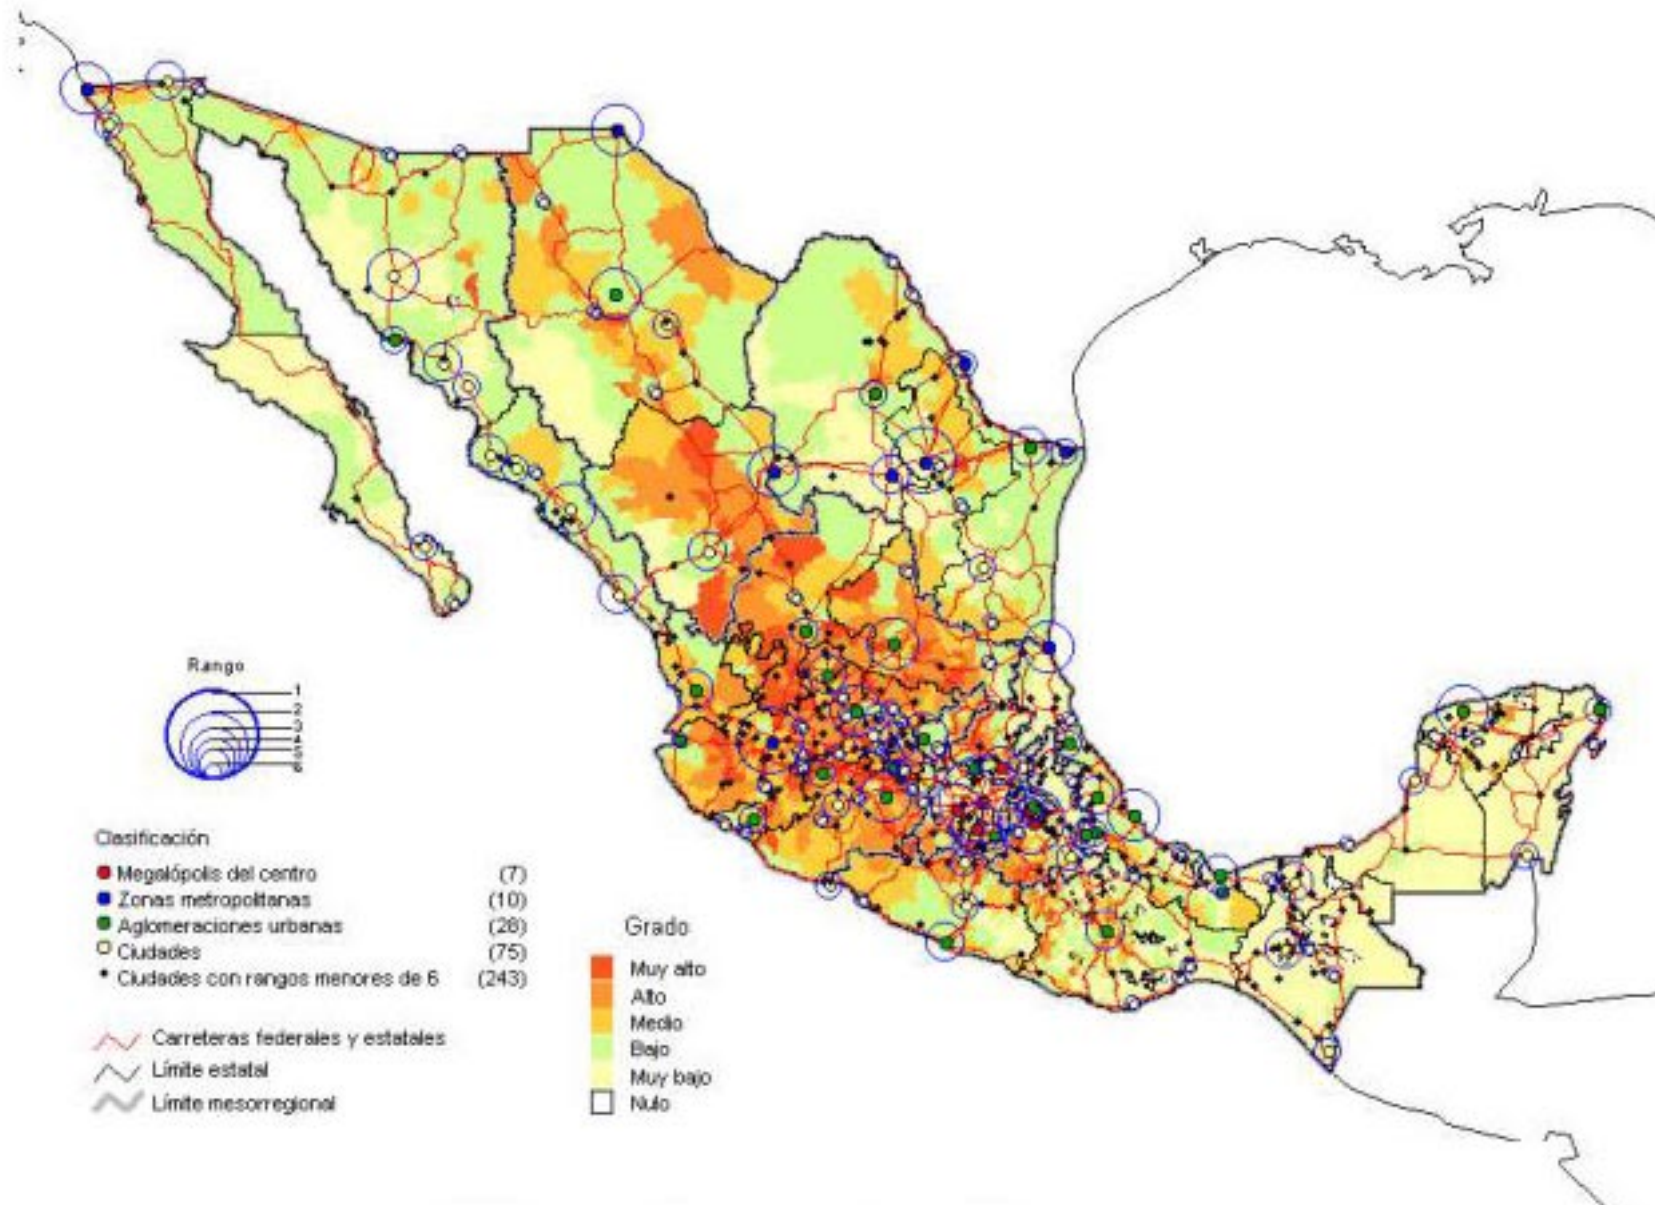 Rango
1
2
3
4
5
6
Clasificación
Megalópolis del centro (7)
Zonas metropolitanas (10)
Aglomeraciones urbanas (28)
Ciudades (75)
Ciudades con rangos menores de 6 (243)
Carreteras federales y estatales
Límite estatal
Límite mesorregional
Grado
Muy alto
Alto
Medio
Bajo
Muy bajo
Nulo